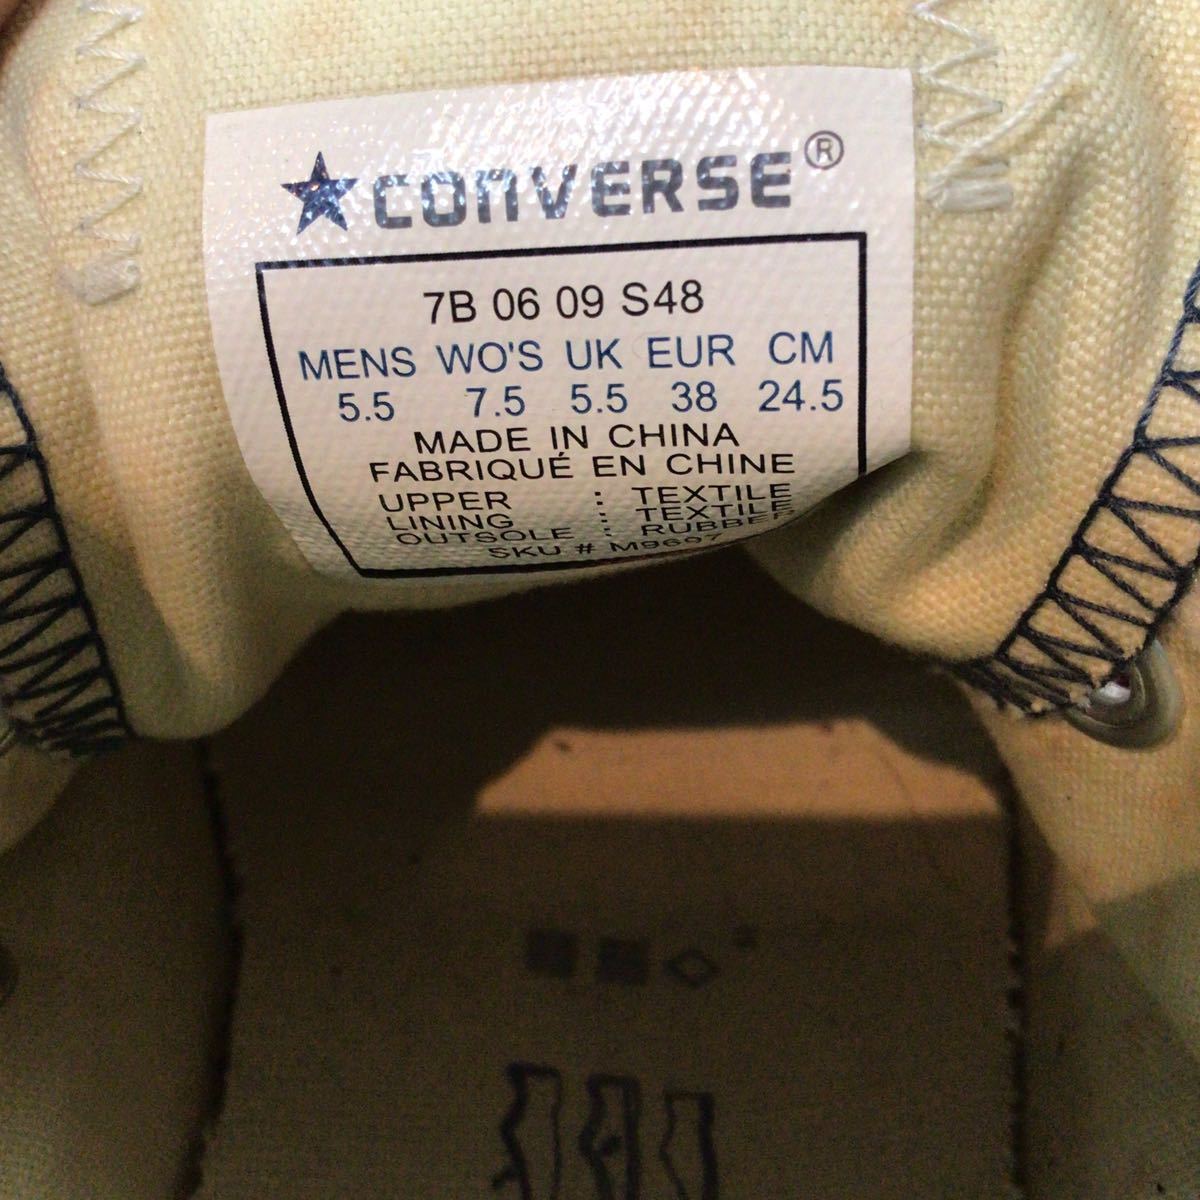 CONVERSE®
7B 06 09 S48
MENS WO'S UK EUR CM
5.5 7.5 5.5 38 24.5
MADE IN CHINA
FABRIQUÉ EN CHINE
UPPER : TEXTILE
LINING : TEXTILE
OUTSOLE : RUBBER
SKU # M9697